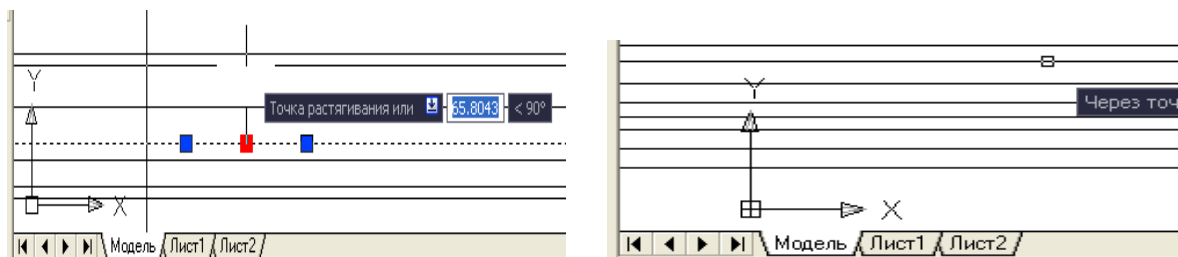 Y
Точка растягивания или 65.8043 < 90°
X
Модель Лист1 Лист2
Y
Через точ
X
Модель Лист1 Лист2